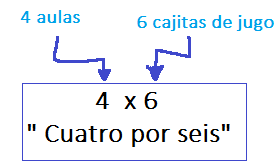 4 aulas
6 cajitas de jugo
4 x 6
" Cuatro por seis"